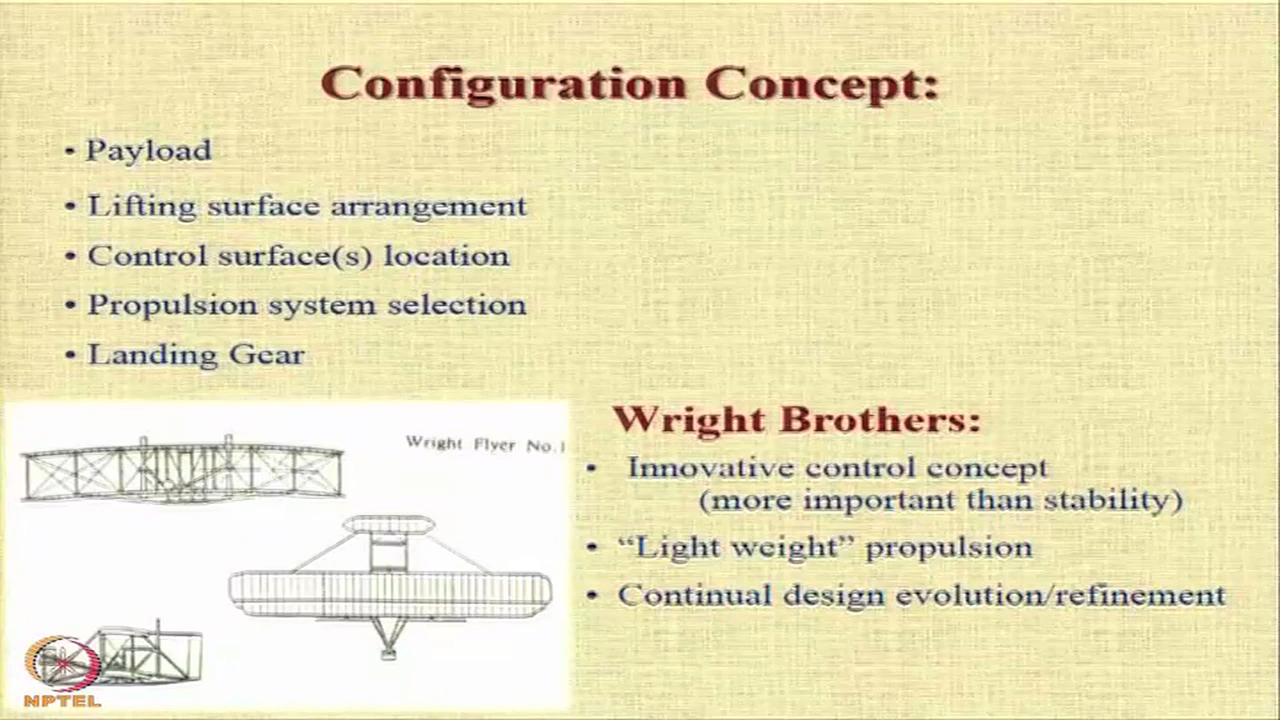 Configuration Concept:
• Payload
• Lifting surface arrangement
• Control surface(s) location
• Propulsion system selection
• Landing Gear
Wright Flyer No.1
Wright Brothers:
• Innovative control concept
(more important than stability)
• “Light weight” propulsion
• Continual design evolution/refinement
NPTEL